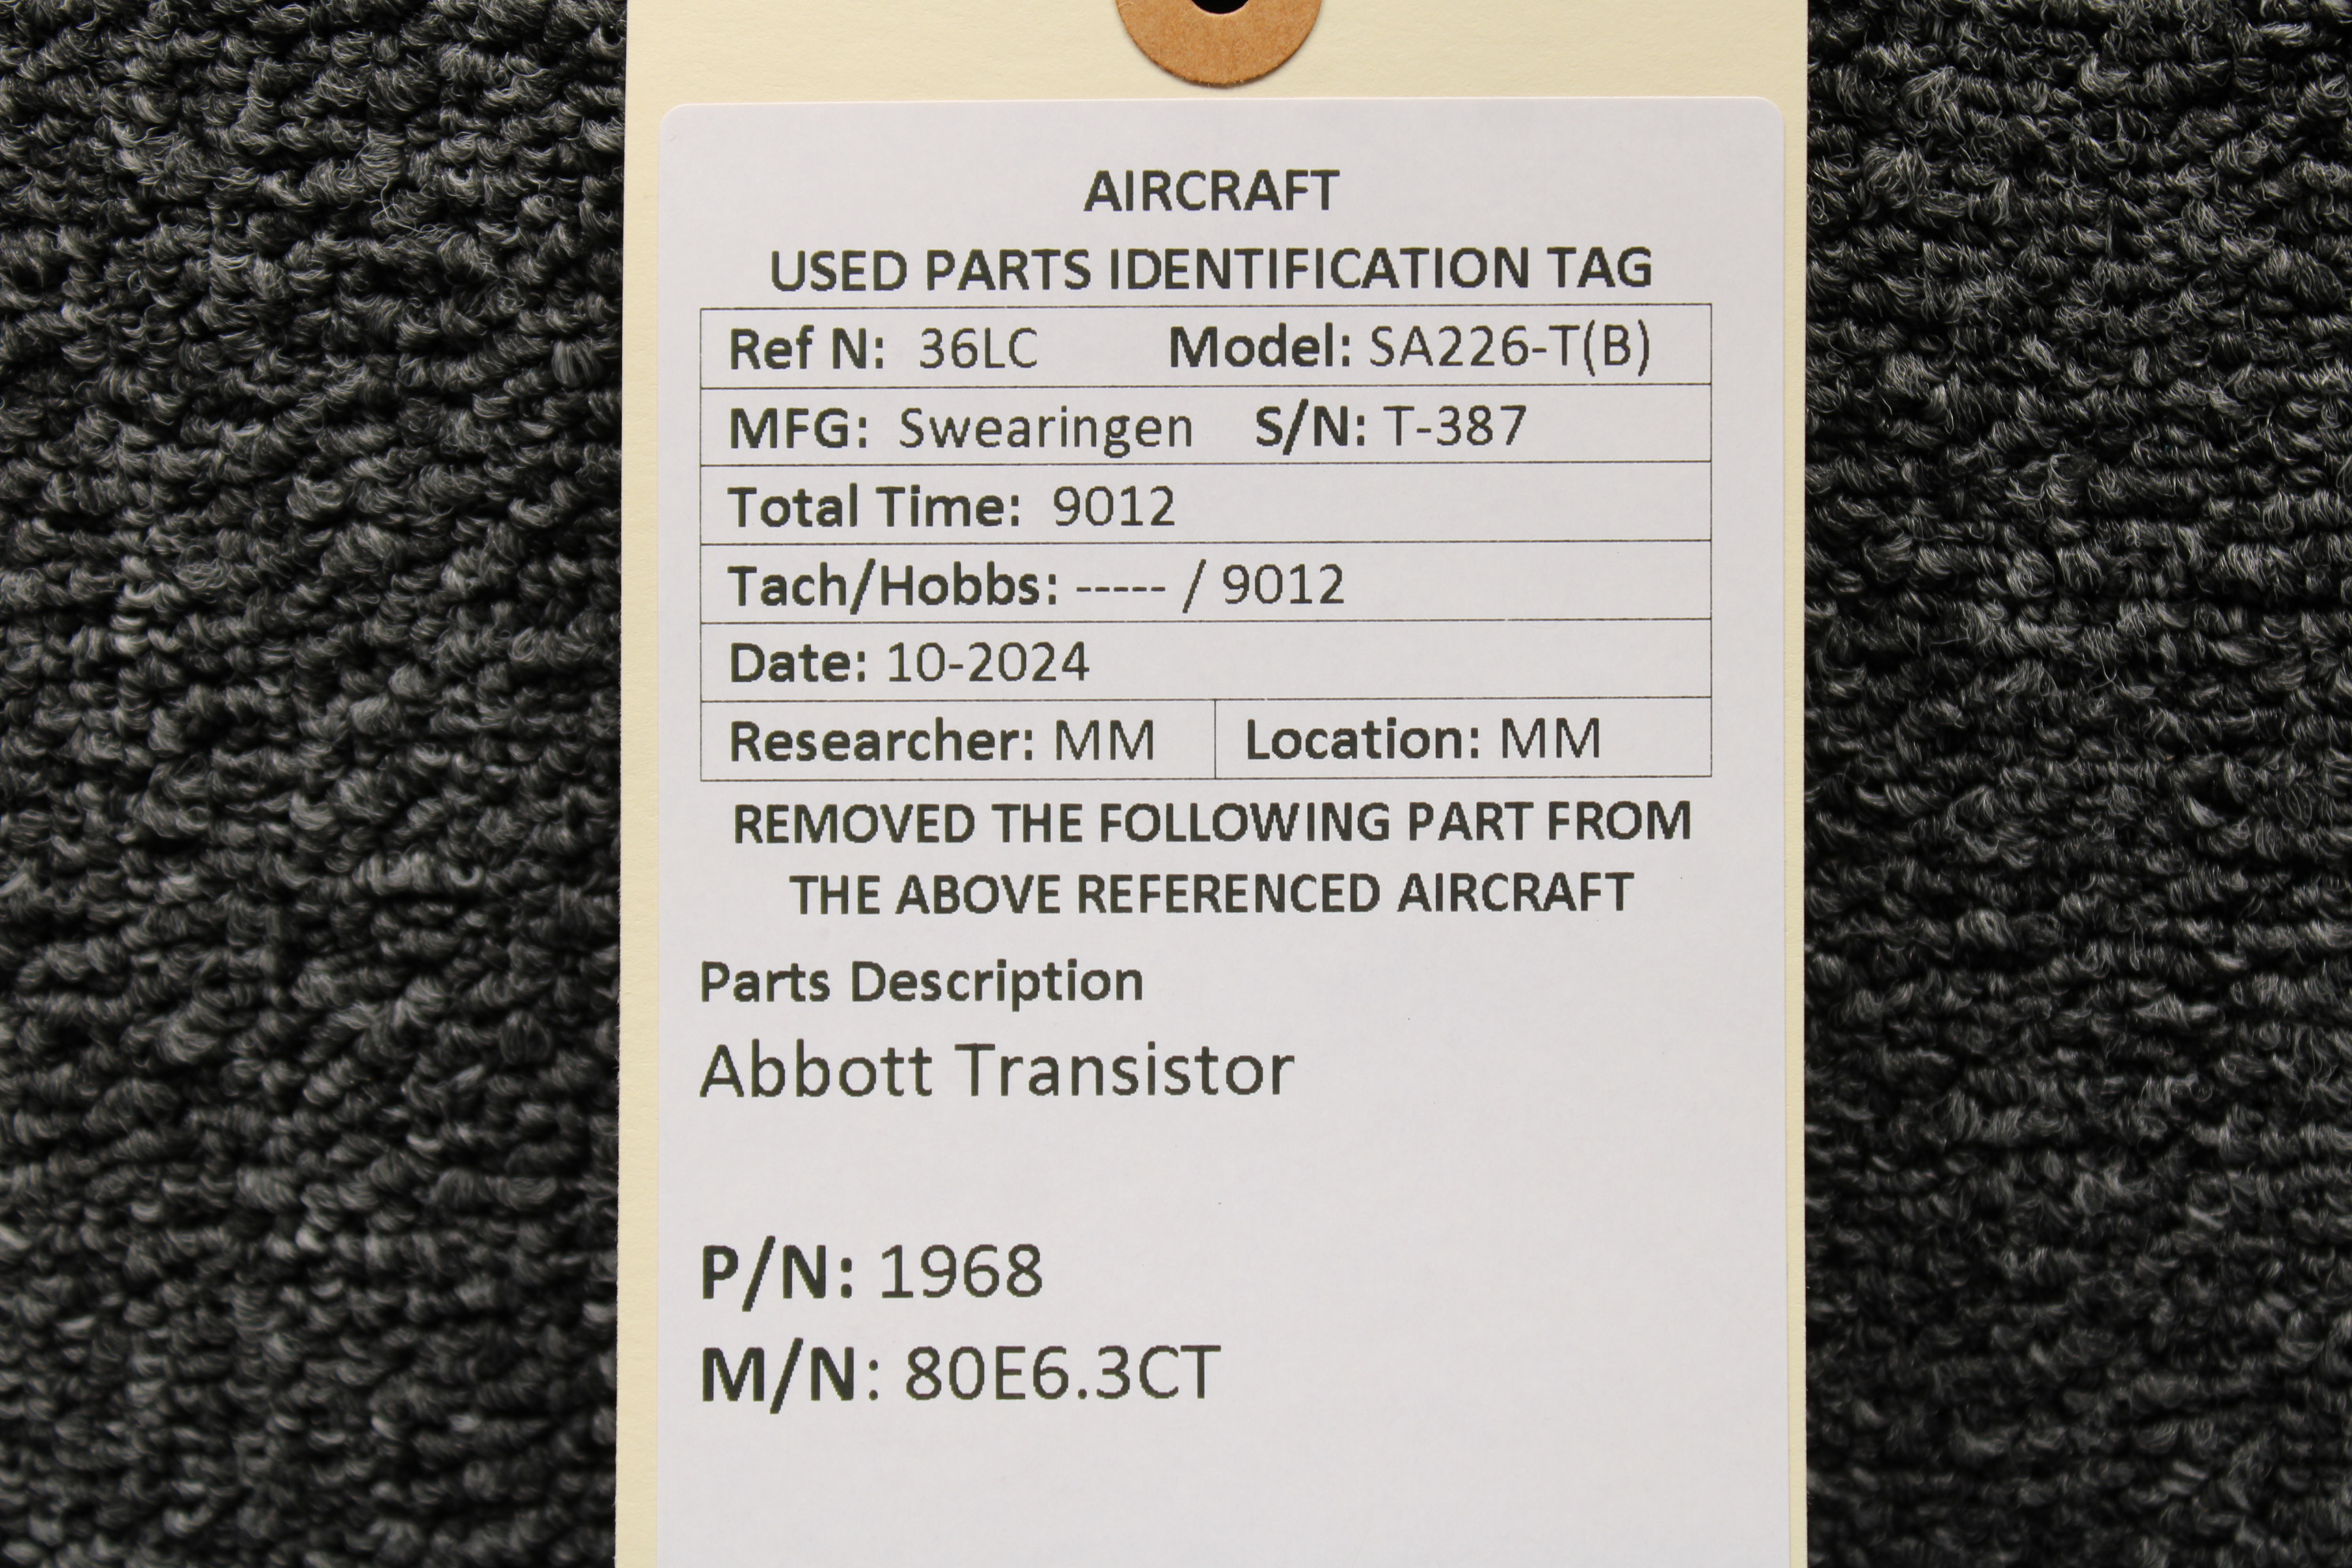 AIRCRAFT
USED PARTS IDENTIFICATION TAG
Ref N: 36LC Model: SA226-T(B)
MFG: Swearingen S/N: T-387
Total Time: 9012
Tach/Hobbs: ----- / 9012
Date: 10-2024
Researcher: MM Location: MM
REMOVED THE FOLLOWING PART FROM
THE ABOVE REFERENCED AIRCRAFT
Parts Description
Abbott Transistor
P/N: 1968
M/N: 80E6.3CT